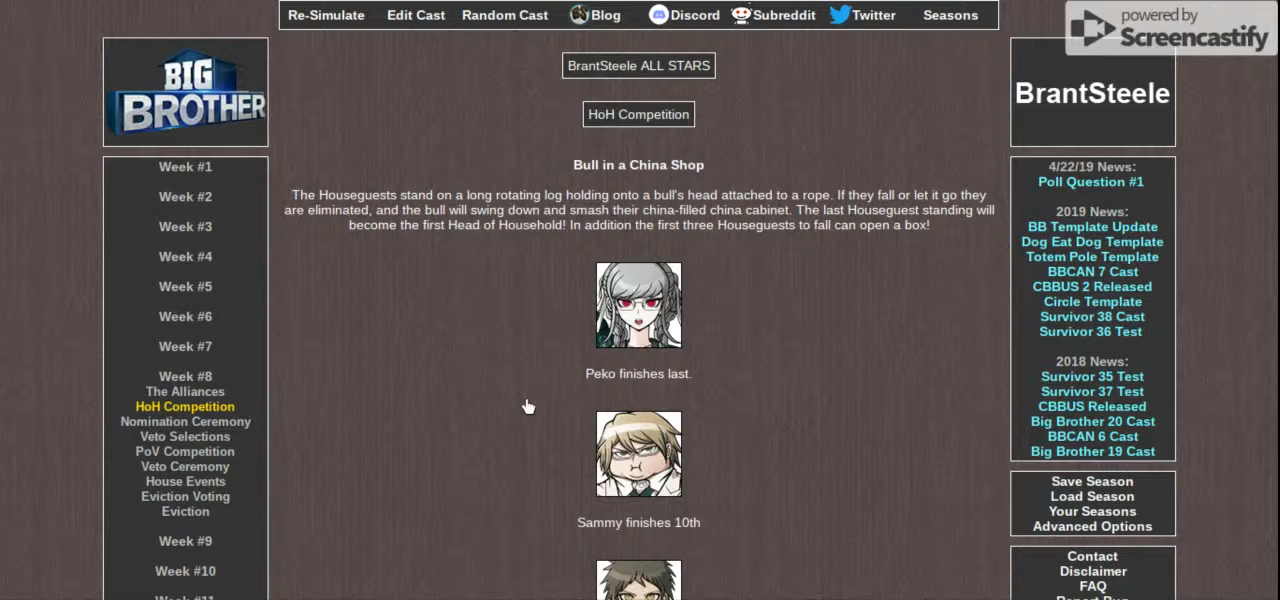 Re-Simulate Edit Cast Random Cast Blog Discord Subreddit Twitter Seasons
powered by
Screencastify
BIG
BROTHER
Week #1
Week #2
Week #3
Week #4
Week #5
Week #6
Week #7
Week #8
The Alliances
HoH Competition
Nomination Ceremony
Veto Selections
PoV Competition
Veto Ceremony
House Events
Eviction Voting
Eviction
Week #9
Week #10
Week #11
BrantSteele ALL STARS
HoH Competition
Bull in a China Shop
The Houseguests stand on a long rotating log holding onto a bull's head attached to a rope. If they fall or let it go they
are eliminated, and the bull will swing down and smash their china-filled china cabinet. The last Houseguest standing will
become the first Head of Household! In addition the first three Houseguests to fall can open a box!
Peko finishes last.
Sammy finishes 10th
BrantSteele
4/22/19 News:
Poll Question #1
2019 News:
BB Template Update
Dog Eat Dog Template
Totem Pole Template
BBCAN 7 Cast
CBBUS 2 Released
Circle Template
Survivor 38 Cast
Survivor 36 Test
2018 News:
Survivor 35 Test
Survivor 37 Test
CBBUS Released
Big Brother 20 Cast
BBCAN 6 Cast
Big Brother 19 Cast
Save Season
Load Season
Your Seasons
Advanced Options
Contact
Disclaimer
FAQ
Report Bug